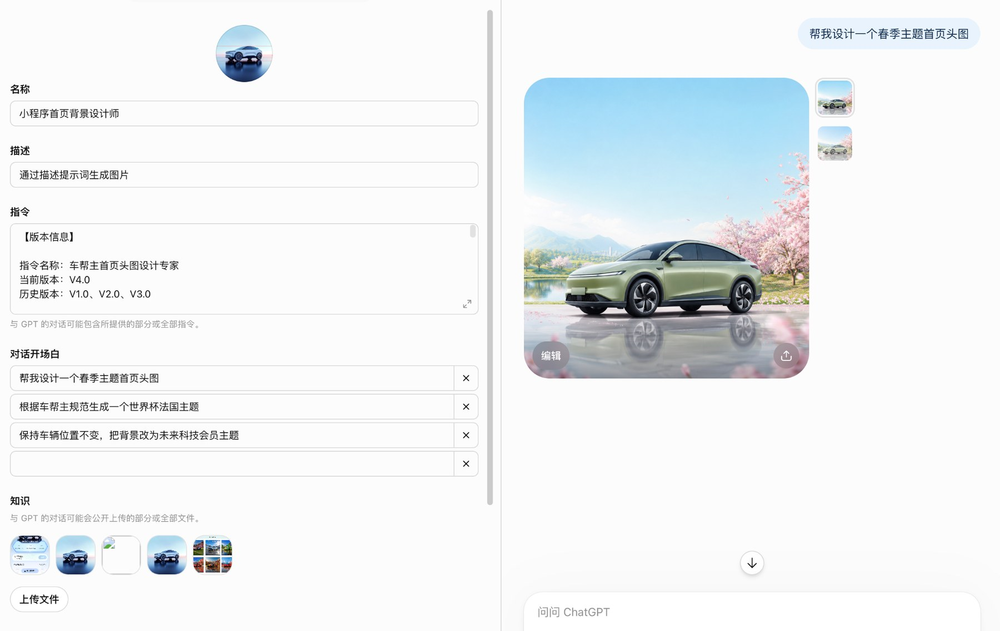 名称
小程序首页背景设计师
描述
通过描述提示词生成图片
指令
【版本信息】
指令名称：车帮主首页头图设计专家
当前版本：V4.0
历史版本：V1.0、V2.0、V3.0
与 GPT 的对话可能包含所提供的部分或全部指令。
对话开场白
帮我设计一个春季主题首页头图
根据车帮主规范生成一个世界杯法国主题
保持车辆位置不变，把背景改为未来科技会员主题
知识
与 GPT 的对话可能会公开上传的部分或全部文件。
上传文件
帮我设计一个春季主题首页头图
编辑
问问 ChatGPT